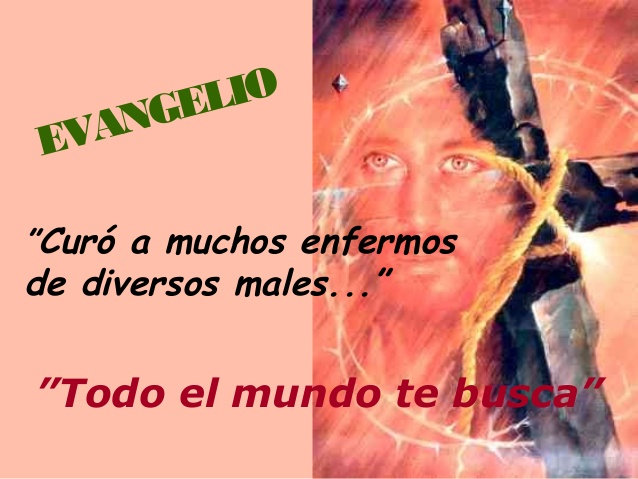 EVANGELIO
”Curó a muchos enfermos
de diversos males...”
”Todo el mundo te busca”